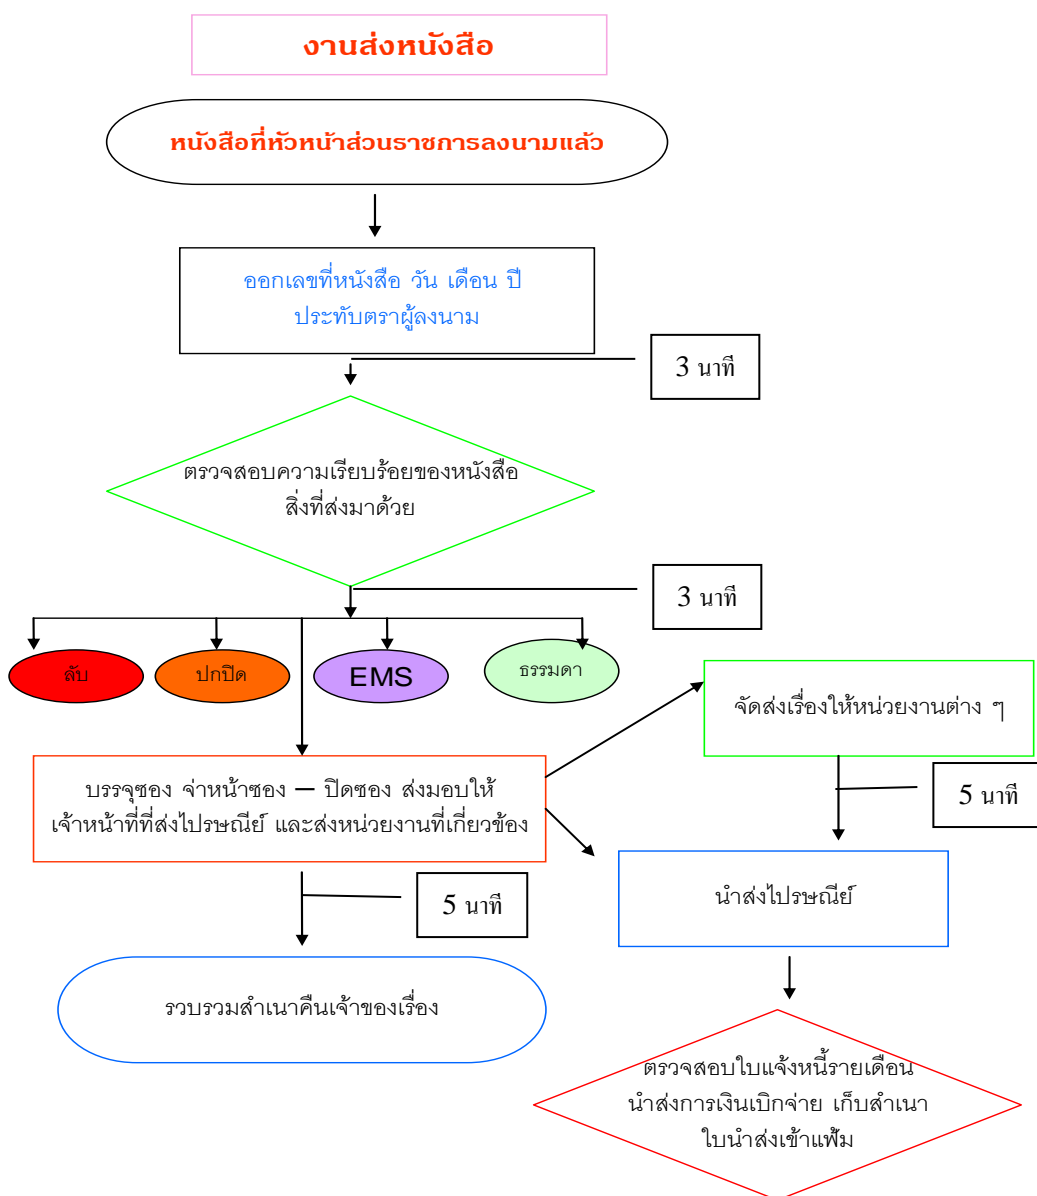 งานส่งหนังสือ
หนังสือที่หัวหน้าส่วนราชการลงนามแล้ว
ออกเลขที่หนังสือ วัน เดือน ปี
ประทับตราผู้ลงนาม
3 นาที
ตรวจสอบความเรียบร้อยของหนังสือ
สิ่งที่ส่งมาด้วย
3 นาที
ลับ
ปกปิด
EMS
ธรรมดา
จัดส่งเรื่องให้หน่วยงานต่าง ๆ
บรรจุซอง จ่าหน้าซอง – ปิดซอง ส่งมอบให้
เจ้าหน้าที่ที่ส่งไปรษณีย์ และส่งหน่วยงานที่เกี่ยวข้อง
5 นาที
5 นาที
นำส่งไปรษณีย์
รวบรวมสำเนาคืนเจ้าของเรื่อง
ตรวจสอบใบแจ้งหนี้รายเดือน
นำส่งการเงินเบิกจ่าย เก็บสำเนา
ใบนำส่งเข้าแฟ้ม